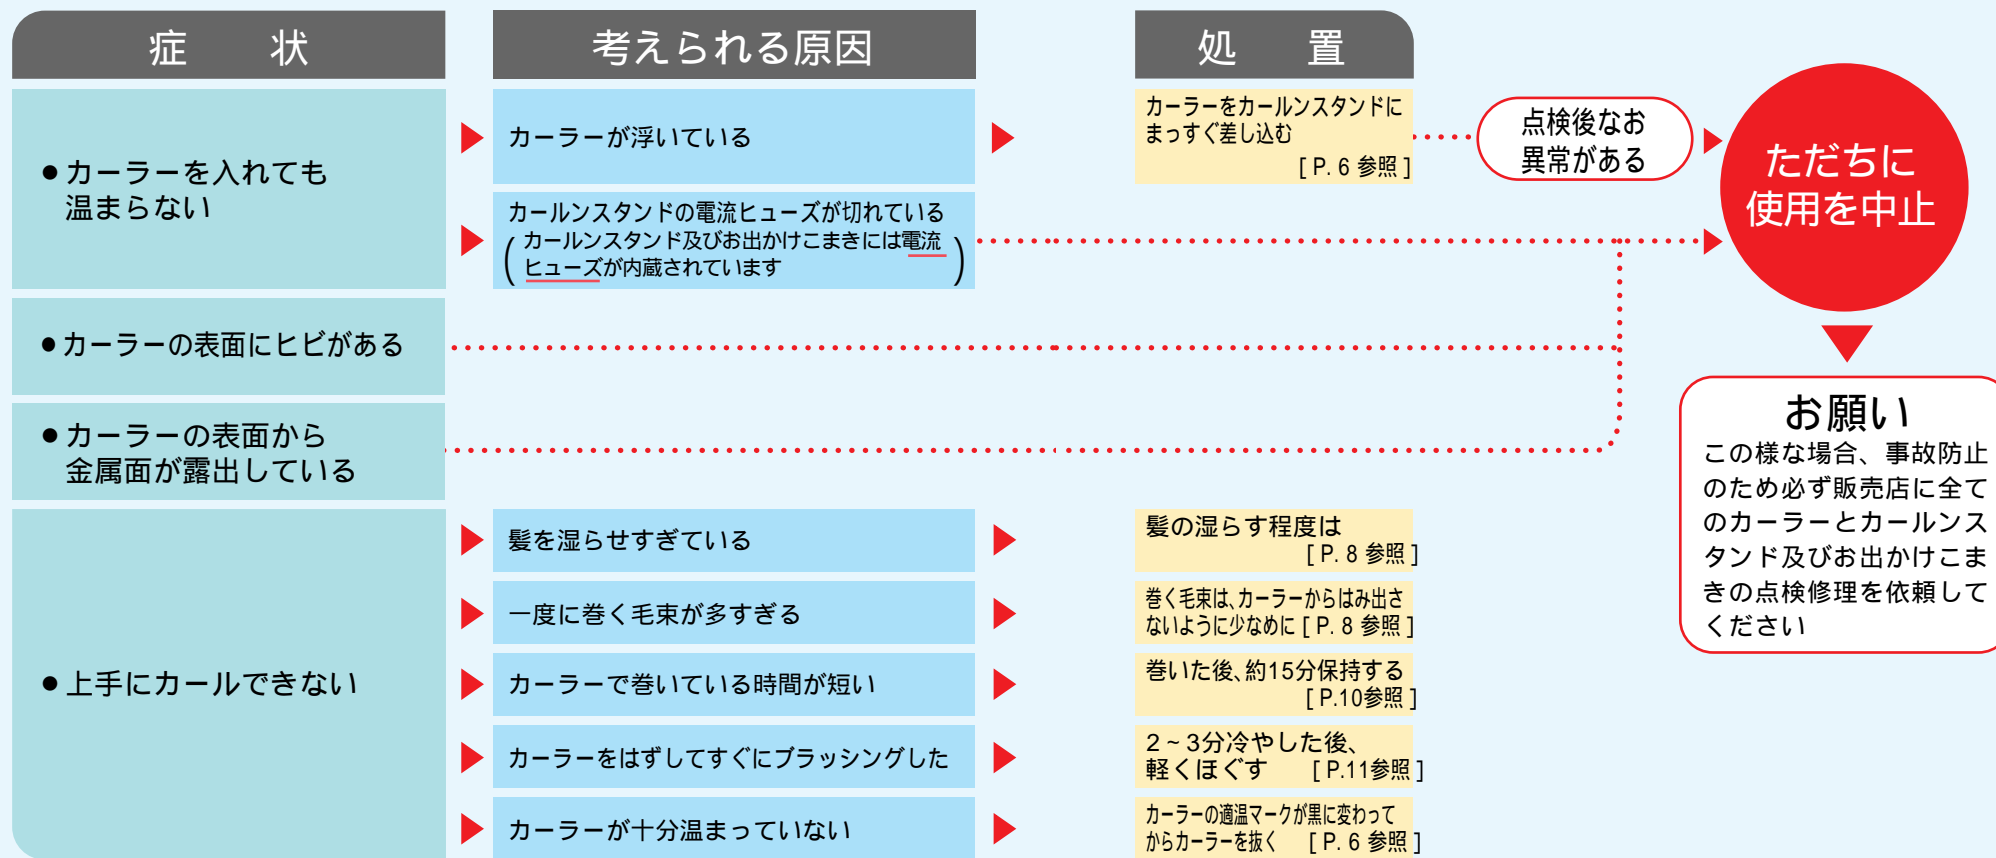 症　状
考えられる原因
処　置
●カーラーを入れても
温まらない
カーラーが浮いている
カーラーをカールンスタンドに
まっすぐ差し込む
[ P. 6 参照 ]
点検後なお
異常がある
ただちに
使用を中止
カールンスタンドの電流ヒューズが切れている
(カールンスタンド及びお出かけこまきには電流
ヒューズが内蔵されています)
●カーラーの表面にヒビがある
●カーラーの表面から
金属面が露出している
お願い
この様な場合、事故防止
のため必ず販売店に全て
のカーラーとカールンス
タンド及びお出かけこま
きの点検修理を依頼して
ください
●上手にカールできない
髪を湿らせすぎている
髪の湿らす程度は
[ P. 8 参照 ]
一度に巻く毛束が多すぎる
巻く毛束は、カーラーからはみ出さ
ないように少なめに [ P. 8 参照 ]
カーラーで巻いている時間が短い
巻いた後、約15分保持する
[ P.10参照 ]
カーラーをはずしてすぐにブラッシングした
2~3分冷やした後、
軽くほぐす [ P.11参照 ]
カーラーが十分温まっていない
カーラーの適温マークが黒に変わって
からカーラーを抜く [ P. 6 参照 ]